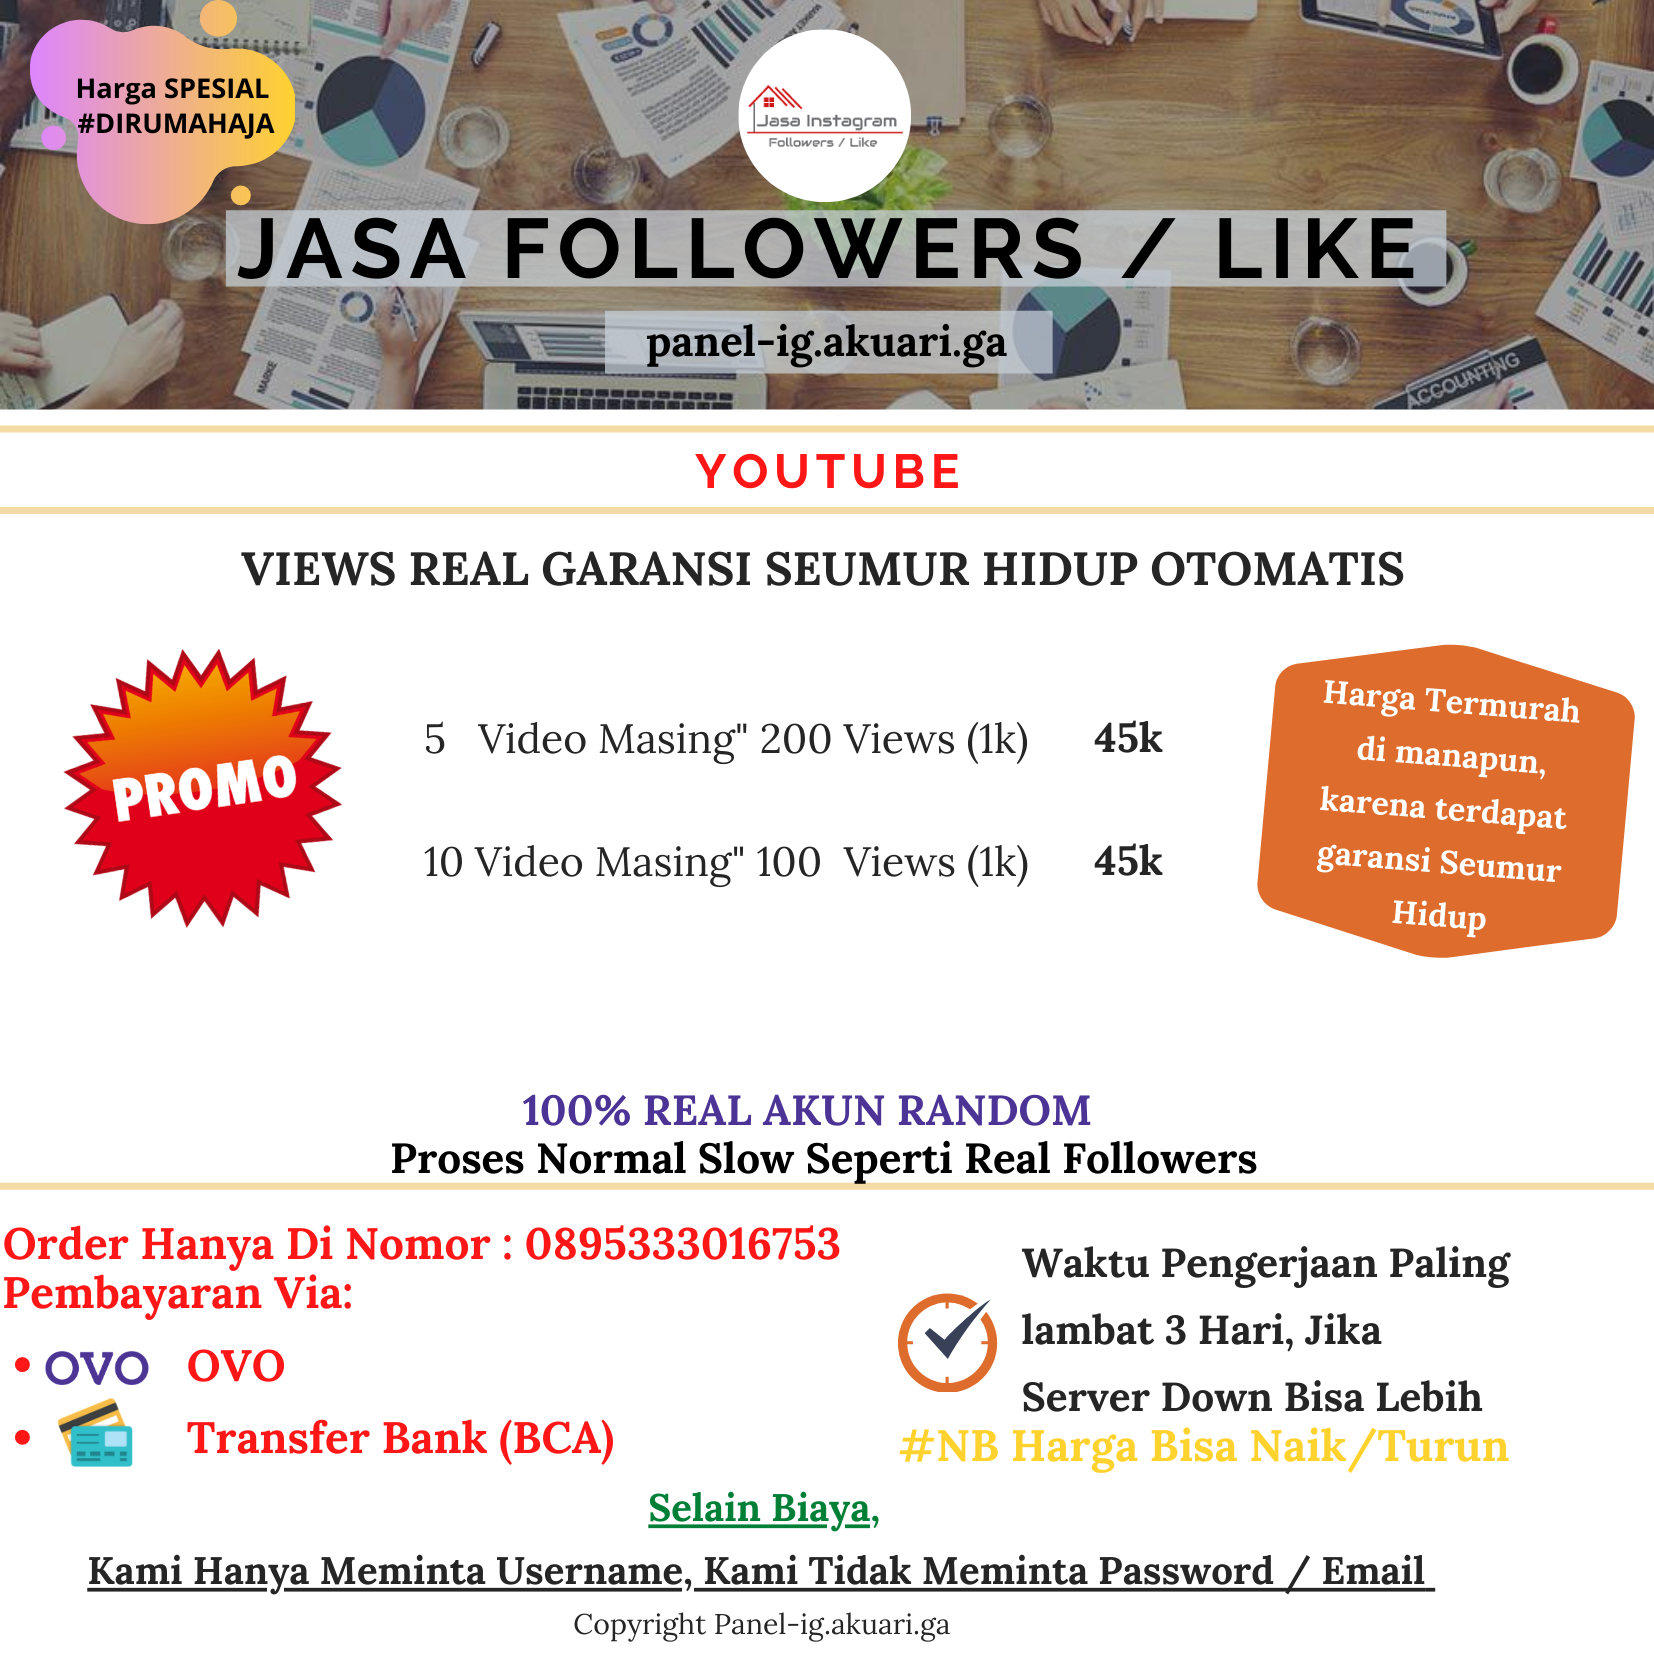 Harga SPESIAL
#DIRUMAHAJA
Jasa Instagram
Followers / Like
JASA FOLLOWERS / LIKE
panel-ig.akuari.ga
MARKE
ACCOUNTING
YOUTUBE
VIEWS REAL GARANSI SEUMUR HIDUP OTOMATIS
PROMO
5 Video Masing" 200 Views (1k) 45k
10 Video Masing" 100 Views (1k) 45k
Harga Termurah
di manapun,
karena terdapat
garansi Seumur
Hidup
100% REAL AKUN RANDOM
Proses Normal Slow Seperti Real Followers
Order Hanya Di Nomor : 0895333016753
Pembayaran Via:
• OVO OVO
• Transfer Bank (BCA)
Waktu Pengerjaan Paling
lambat 3 Hari, Jika
Server Down Bisa Lebih
#NB Harga Bisa Naik/Turun
Selain Biaya,
Kami Hanya Meminta Username, Kami Tidak Meminta Password / Email
Copyright Panel-ig.akuari.ga